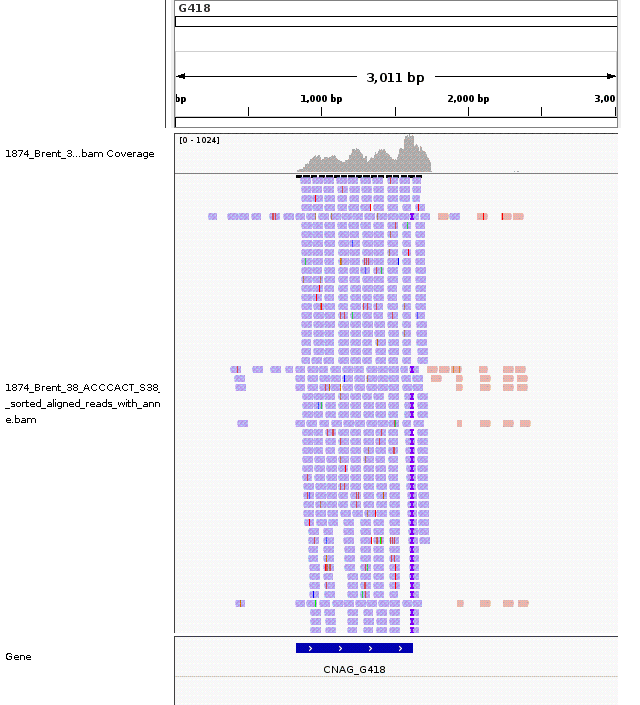 G418
3,011 bp
bp 1,000 bp 2,000 bp 3,00
[0 - 1024]
1874_Brent_3...bam Coverage
1874_Brent_38_ACCCACT_S38_
_sorted_aligned_reads_with_ann
e.bam
Gene
CNAG_G418